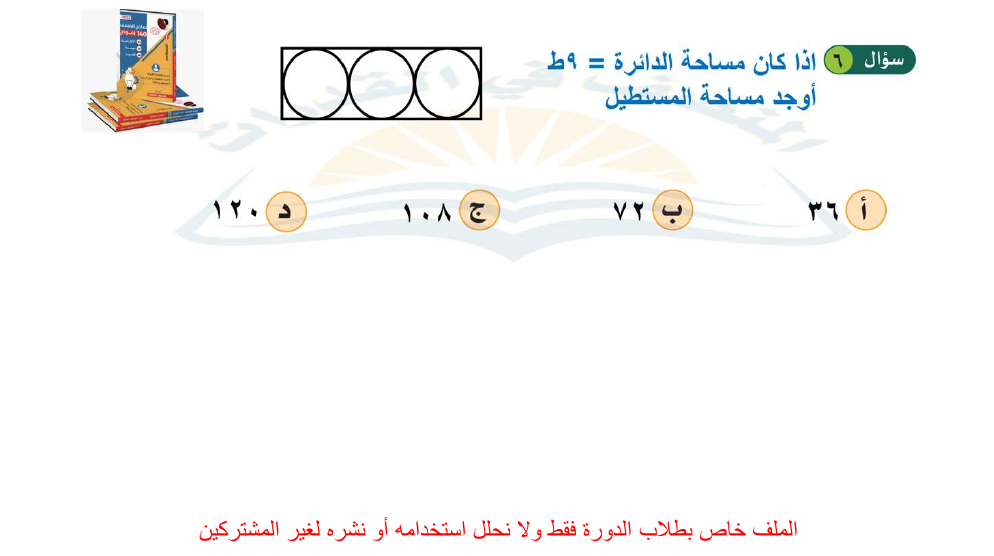 سؤال ٦ اذا كان مساحة الدائرة = ٩ط
أوجد مساحة المستطيل
أ ٣٦ ب ٧٢ ج ١٠٨ د ١٢٠
الملف خاص بطلاب الدورة فقط ولا نحلل استخدامه أو نشره لغير المشتركين